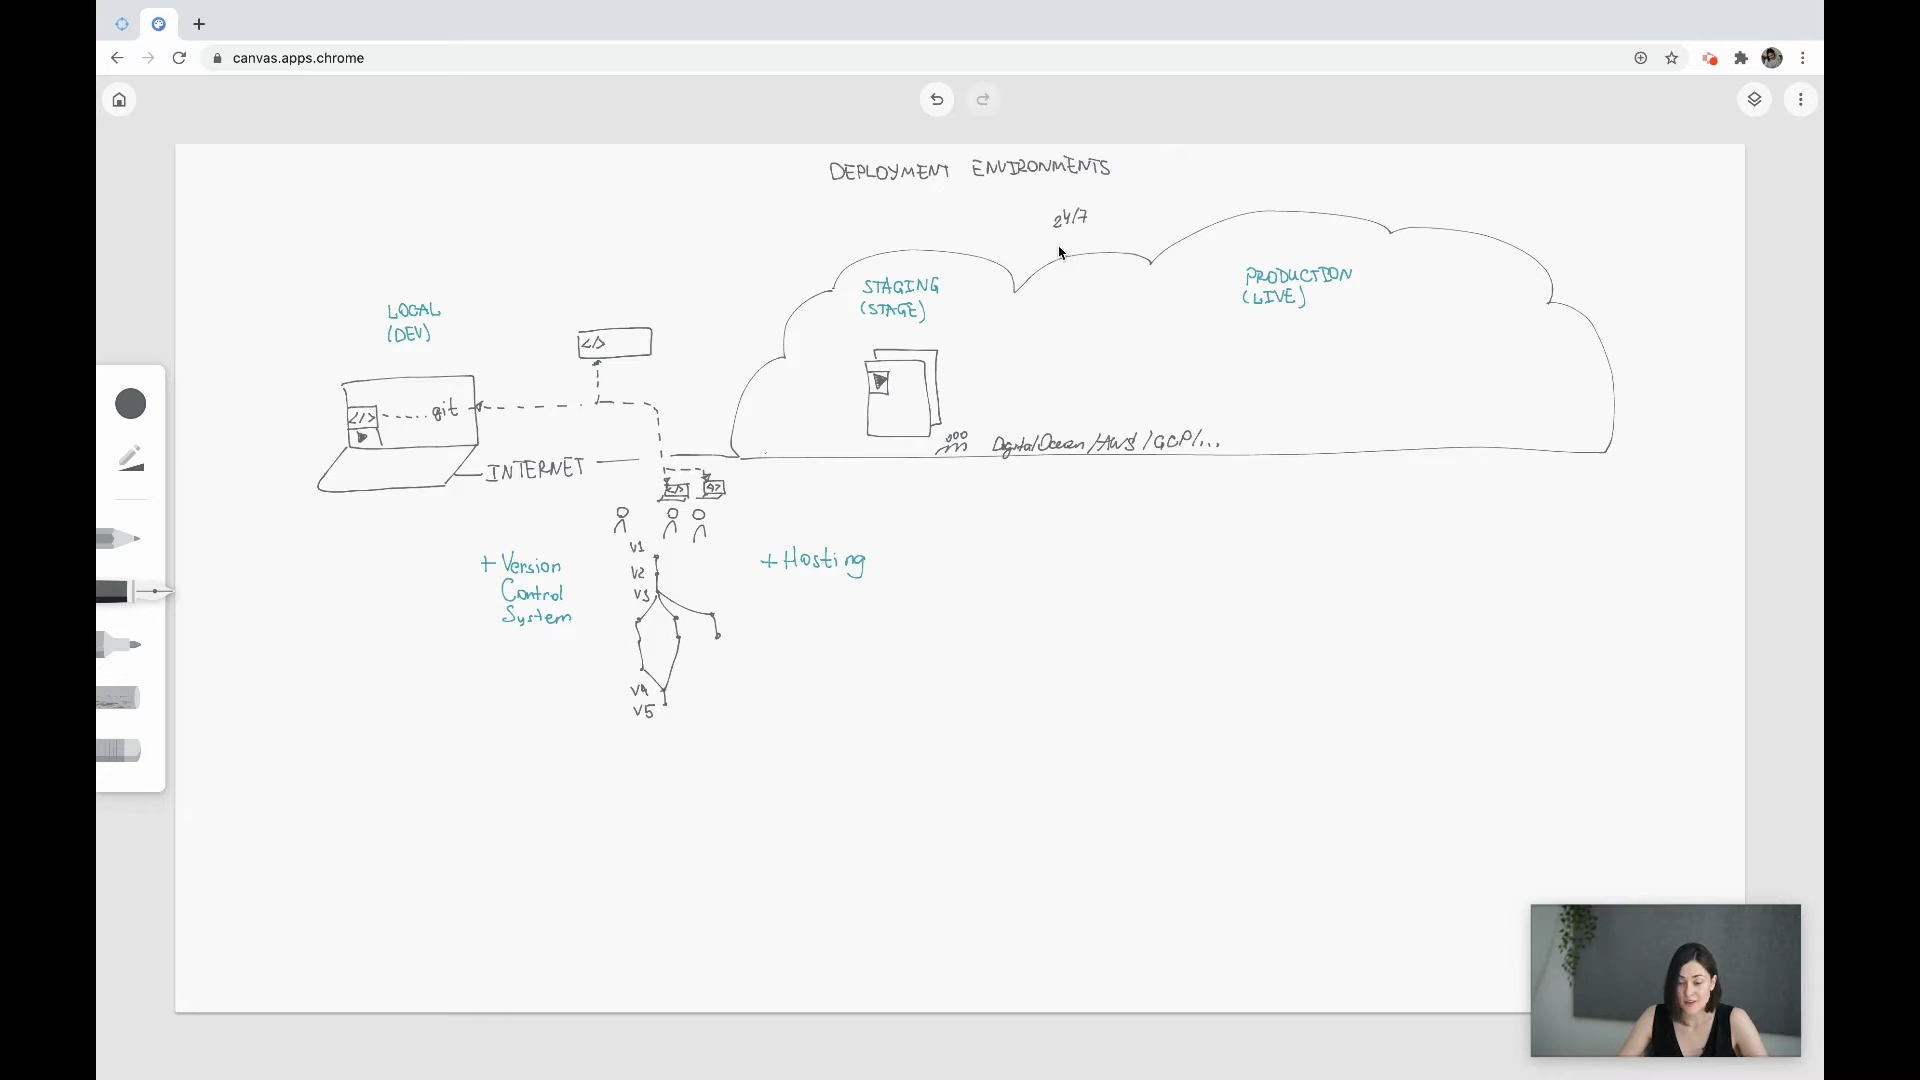 canvas.apps.chrome
DEPLOYMENT ENVIRONMENTS
24/7
STAGING
(STAGE)
PRODUCTION
(LIVE)
LOCAL
(DEV)
</>
</> git
DigitalOcean/AWS/GCP/...
INTERNET
</> </>
V1
V2
V3
V4
V5
+ Version
Control
System
+ Hosting